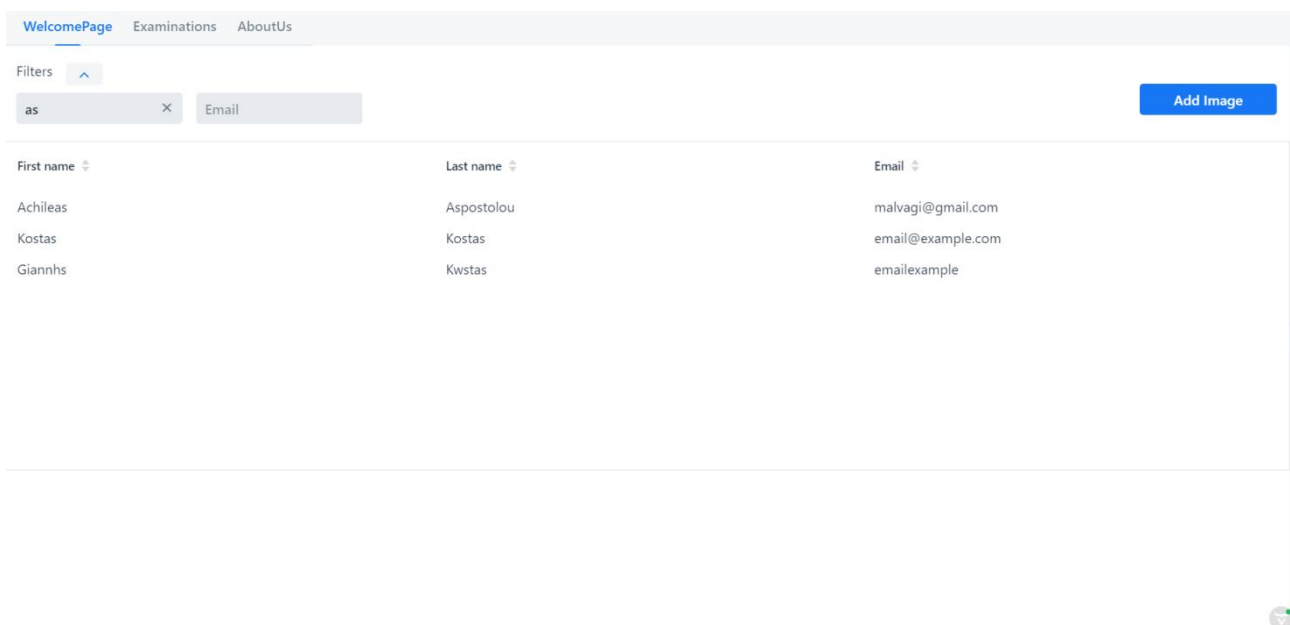 WelcomePage Examinations AboutUs
Filters
as Email
Add Image
First name Last name Email
Achileas Aspostolou malvagi@gmail.com
Kostas Kostas email@example.com
Giannhs Kwstas emailexample